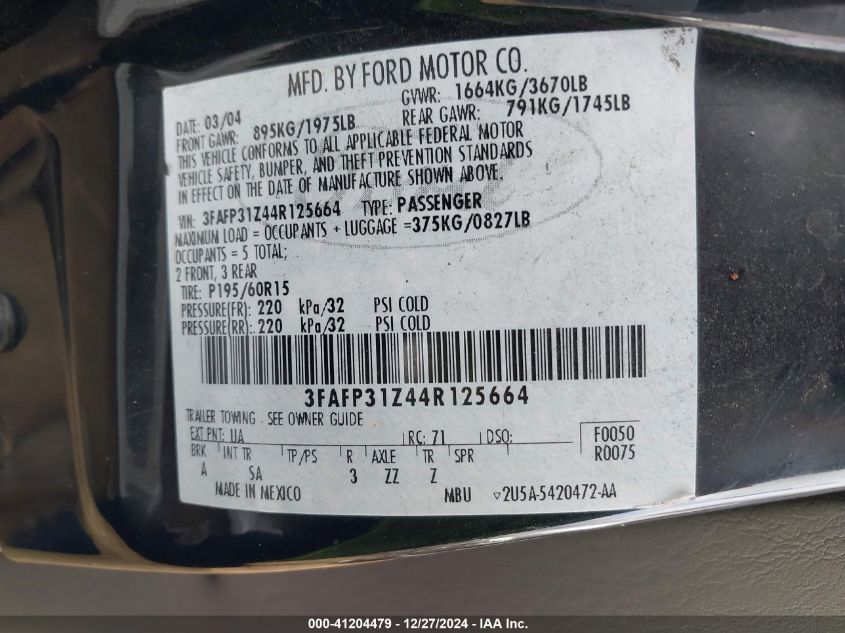 MFD. BY FORD MOTOR CO.
DATE: 03/04 GVWR: 1664KG/3670LB
FRONT GAWR: 895KG/1975LB REAR GAWR: 791KG/1745LB
THIS VEHICLE CONFORMS TO ALL APPLICABLE FEDERAL MOTOR
VEHICLE SAFETY, BUMPER, AND THEFT PREVENTION STANDARDS
IN EFFECT ON THE DATE OF MANUFACTURE SHOWN ABOVE.
VIN: 3FAFP31Z44R125664 TYPE: PASSENGER
MAXIMUM LOAD = OCCUPANTS + LUGGAGE =375KG/0827LB
OCCUPANTS = 5 TOTAL;
2 FRONT, 3 REAR
TIRE: P195/60R15
PRESSURE(FR): 220 kPa/32 PSI COLD
PRESSURE(RR): 220 kPa/32 PSI COLD
3FAFP31Z44R125664
TRAILER TOWING - SEE OWNER GUIDE
EXT PNT: UA RC: 71 DSO: F0050
R0075
BRK INT TR TP/PS R AXLE TR SPR
A SA 3 ZZ Z
MADE IN MEXICO MBU ▽2U5A-5420472-AA
000-41204479 - 12/27/2024 - IAA Inc.